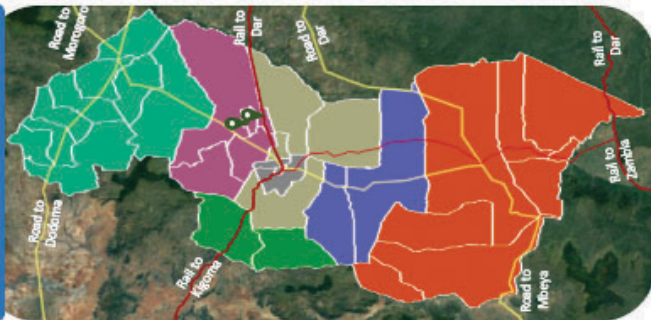 Road to
Morogoro
Rail to
Dar
Road to
Dar
Rail to
Dar
Road to
Dodoma
Rail to
Kigoma
Road to
Mbeya
Rail to
Zambia